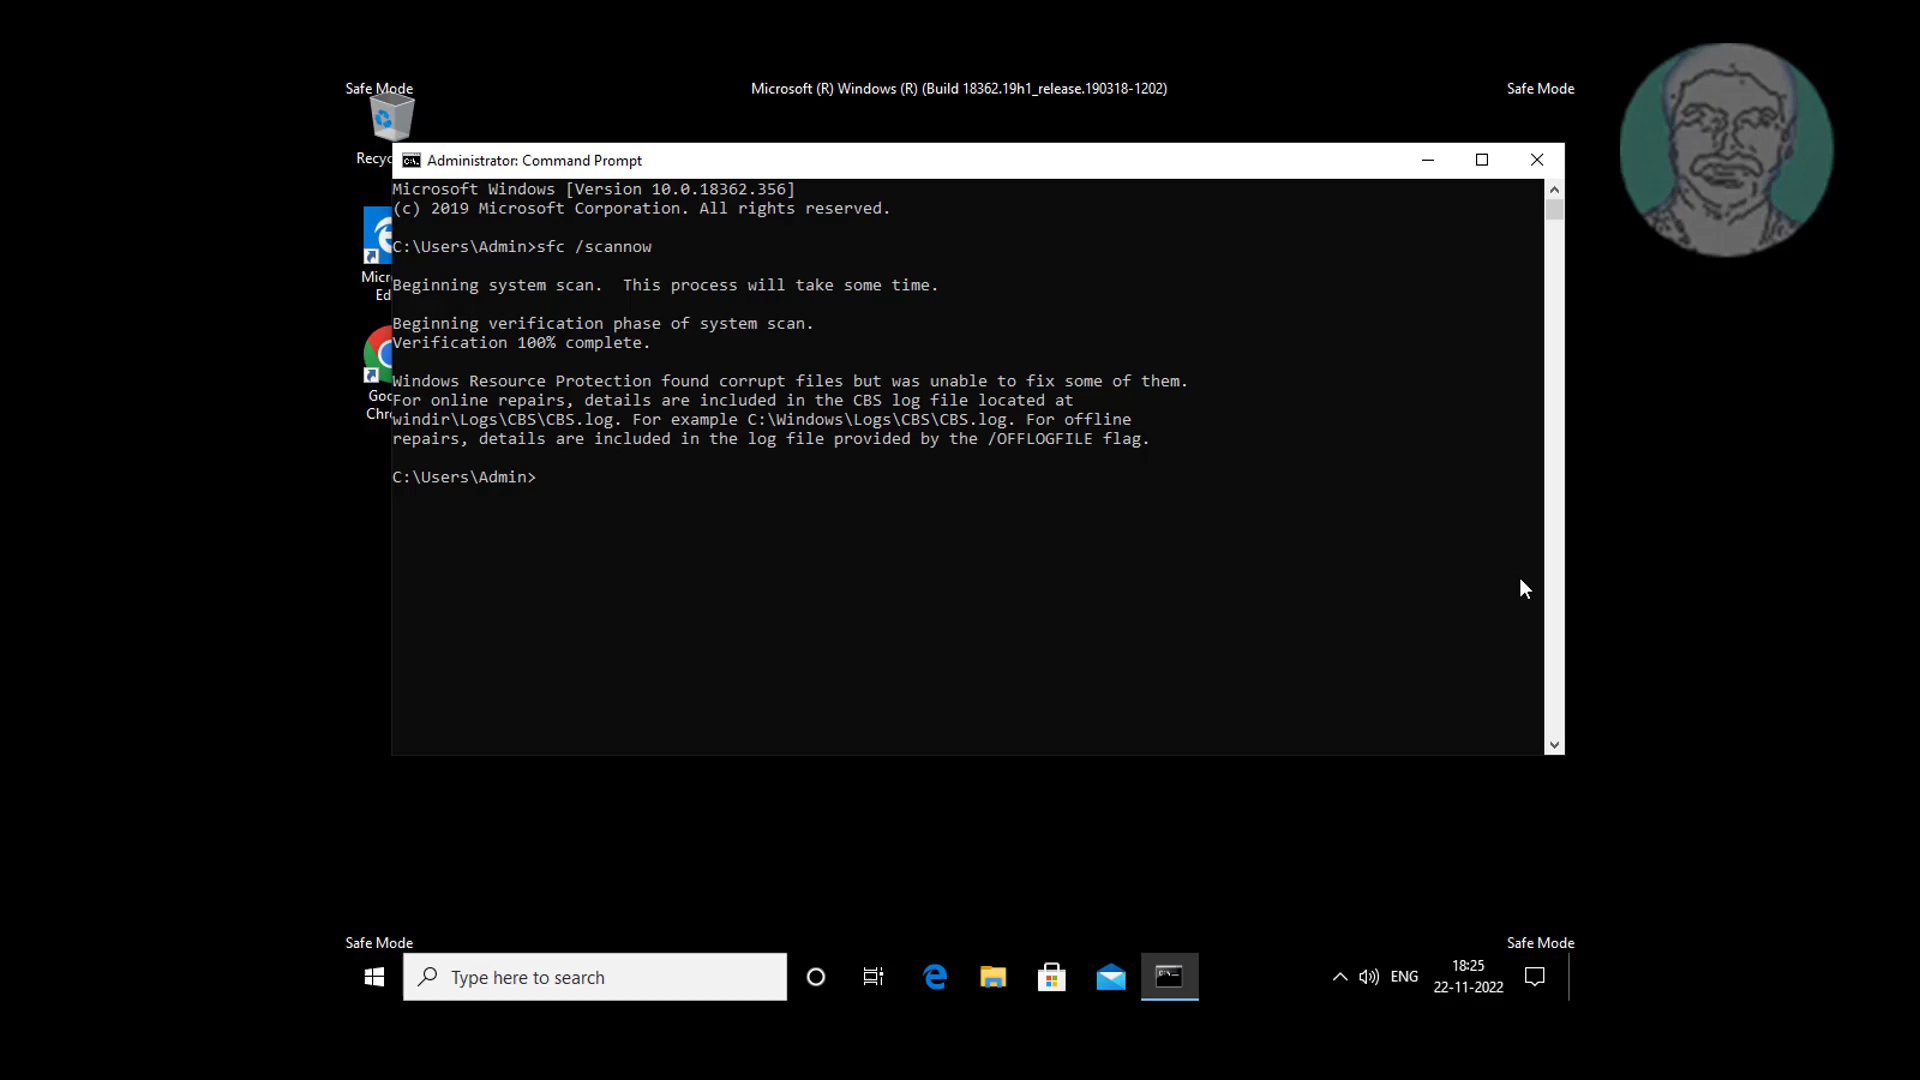 Safe Mode
Microsoft (R) Windows (R) (Build 18362.19h1_release.190318-1202)
Safe Mode
Recyc
Administrator: Command Prompt
Microsoft Windows [Version 10.0.18362.356]
(c) 2019 Microsoft Corporation. All rights reserved.
C:\Users\Admin>sfc /scannow
Micr
Ed
Beginning system scan.  This process will take some time.
Beginning verification phase of system scan.
Verification 100% complete.
Goo
Chr
Windows Resource Protection found corrupt files but was unable to fix some of them.
For online repairs, details are included in the CBS log file located at
windir\Logs\CBS\CBS.log. For example C:\Windows\Logs\CBS\CBS.log. For offline
repairs, details are included in the log file provided by the /OFFLOGFILE flag.
C:\Users\Admin>
Safe Mode
Safe Mode
Type here to search
ENG
18:25
22-11-2022